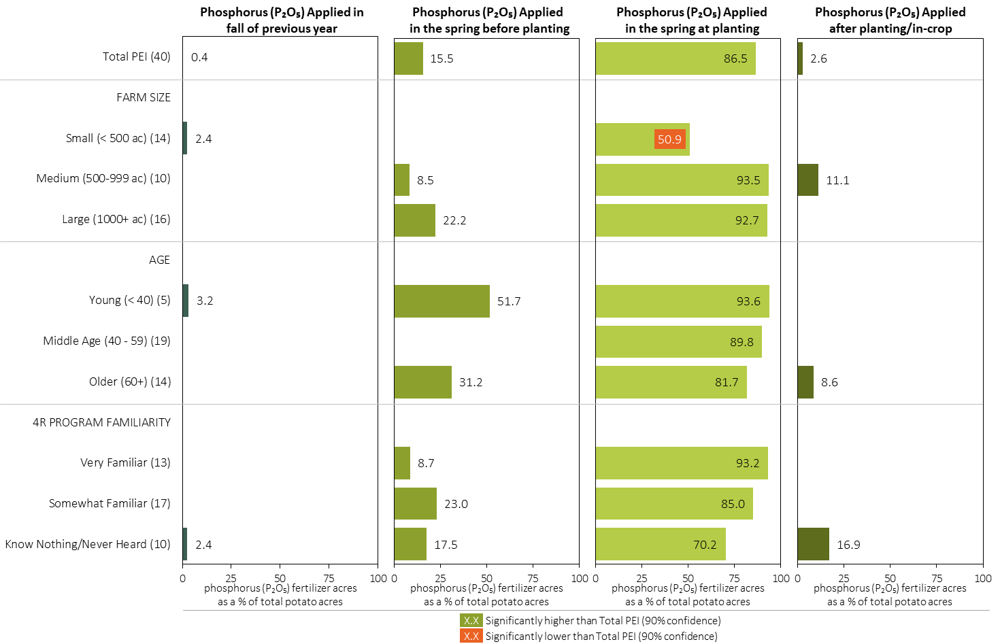 Phosphorus (P₂O₅) Applied in
fall of previous year
Phosphorus (P₂O₅) Applied
in the spring before planting
Phosphorus (P₂O₅) Applied
in the spring at planting
Phosphorus (P₂O₅) Applied
after planting/in-crop
Total PEI (40) 0.4 15.5 86.5 2.6
FARM SIZE
Small (< 500 ac) (14) 2.4 50.9
Medium (500-999 ac) (10) 8.5 93.5 11.1
Large (1000+ ac) (16) 22.2 92.7
AGE
Young (< 40) (5) 3.2 51.7 93.6
Middle Age (40 - 59) (19) 89.8
Older (60+) (14) 31.2 81.7 8.6
4R PROGRAM FAMILIARITY
Very Familiar (13) 8.7 93.2
Somewhat Familiar (17) 23.0 85.0
Know Nothing/Never Heard (10) 2.4 17.5 70.2 16.9
0 25 50 75 100 0 25 50 75 100 0 25 50 75 100 0 25 50 75 100
phosphorus (P₂O₅) fertilizer acres
as a % of total potato acres
phosphorus (P₂O₅) fertilizer acres
as a % of total potato acres
phosphorus (P₂O₅) fertilizer acres
as a % of total potato acres
phosphorus (P₂O₅) fertilizer acres
as a % of total potato acres
X.X Significantly higher than Total PEI (90% confidence)
X.X Significantly lower than Total PEI (90% confidence)